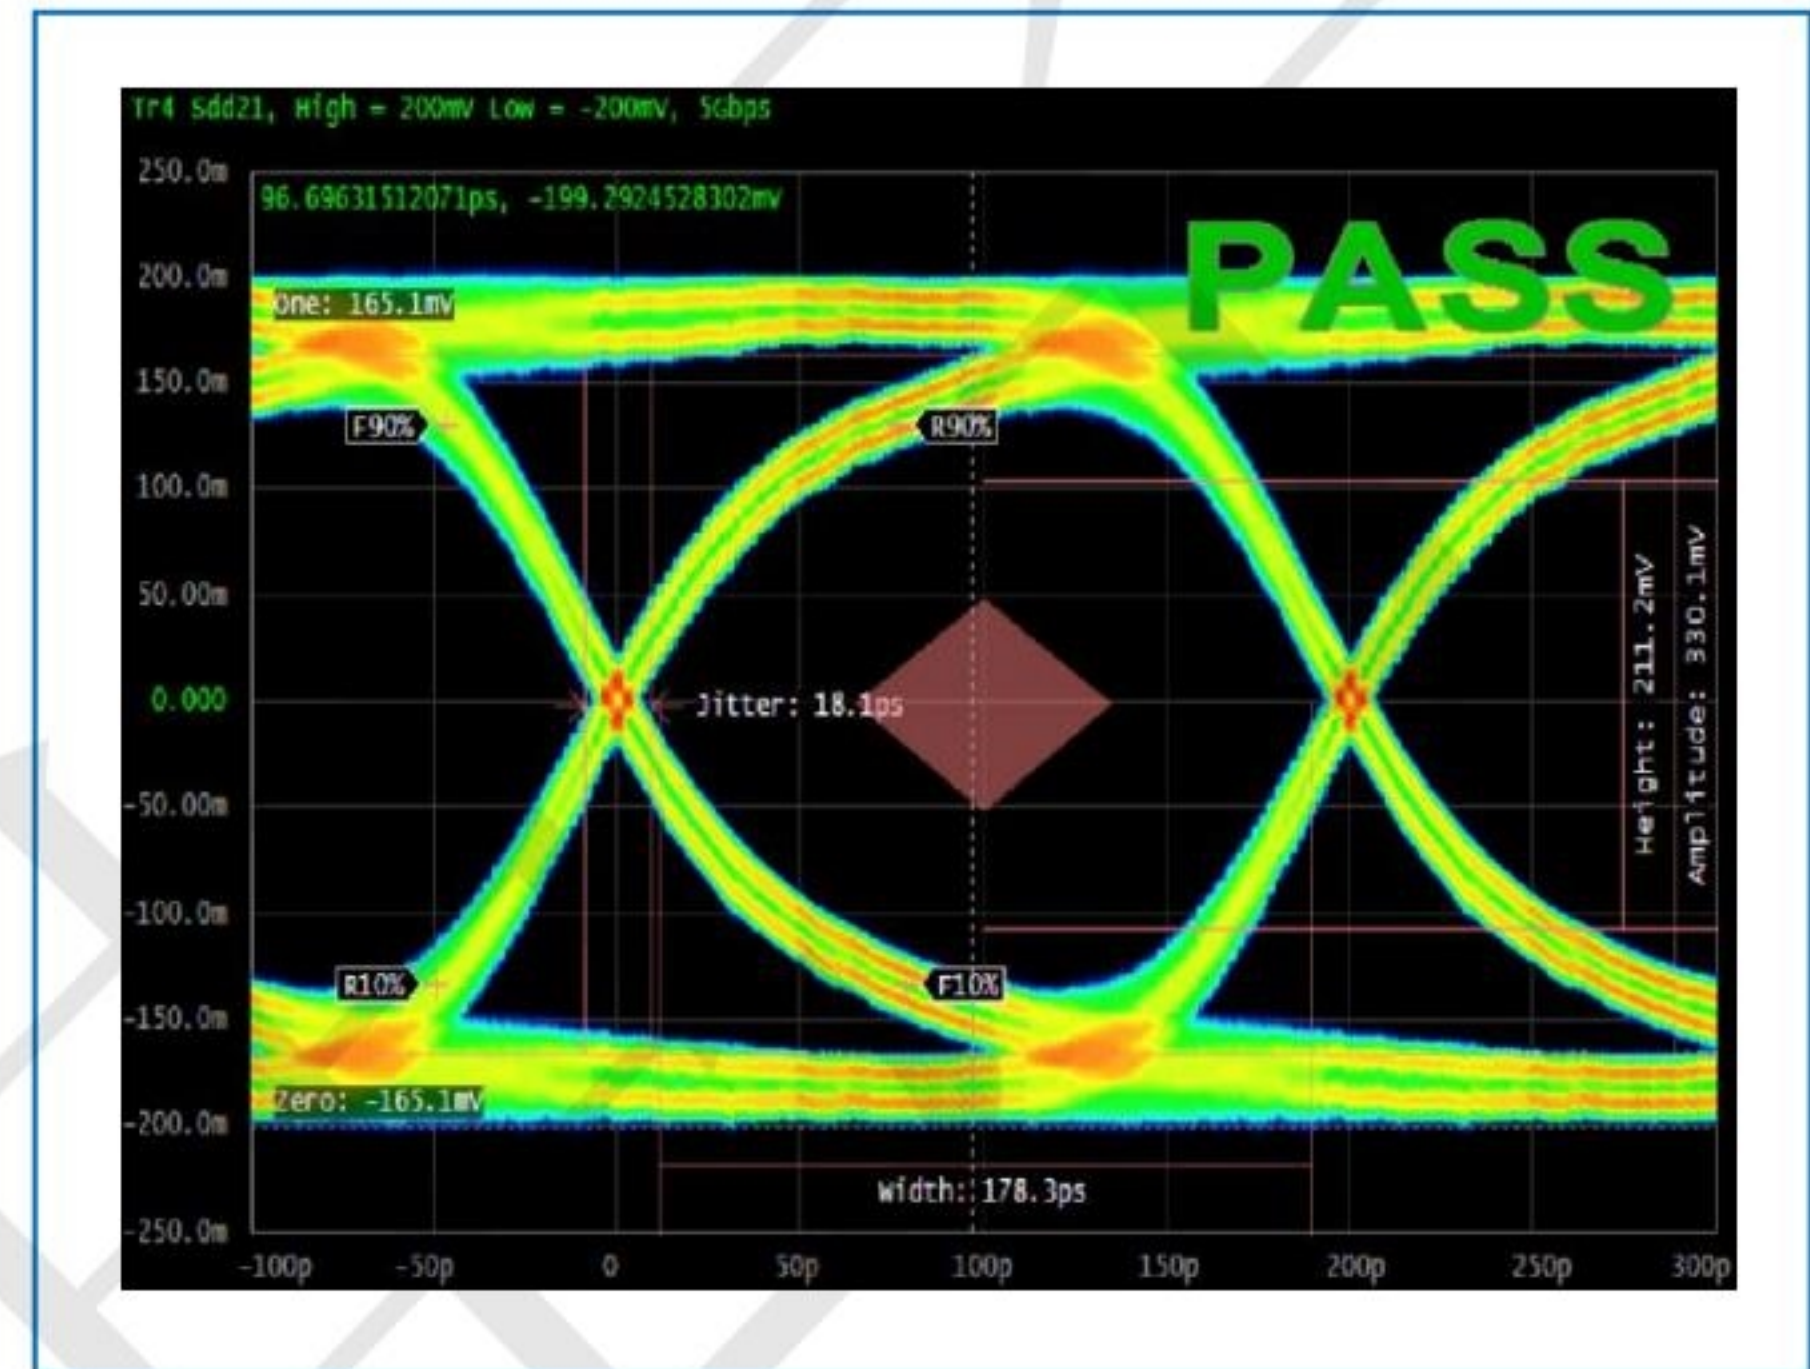 Tr4 Sdd21, High = 200mV Low = -200mV, 5Gbps
250.0m
96.69631512071ps, -199.2924528302mV
PASS
200.0m
One: 165.1mV
150.0m
F90%
R90%
100.0m
50.00m
Height: 211.2mV
Amplitude: 330.1mV
0.000
Jitter: 18.1ps
-50.00m
-100.0m
R10%
F10%
-150.0m
Zero: -165.1mV
-200.0m
Width: 178.3ps
-250.0m
-100p -50p 0 50p 100p 150p 200p 250p 300p